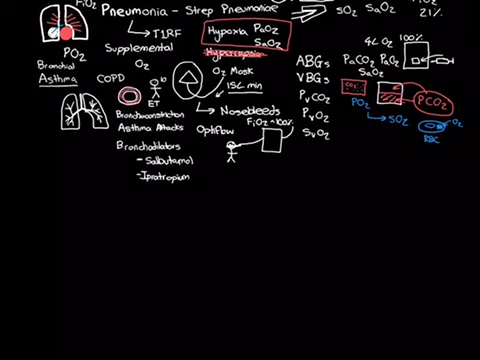 FiO2
Pneumonia - Strep Pneumoniae
SO2 SaO2
21%
T1RF
Hypoxia PaO2
SaO2
Hypercapnia
PO2
Supplemental
O2
Bronchial
Asthma
COPD
ET
10
O2 Mask
15L min
Nosebleeds
Bronchoconstriction
Asthma Attacks
Bronchodilators
- Salbutamol
- Ipratropium
Optiflow
FiO2 → 100%
ABGs
VBGs
PvCO2
PvO2
SvO2
4L O2
100%
PaCO2 PaO2
SaO2
PCO2
PO2
SO2
O2
RBC